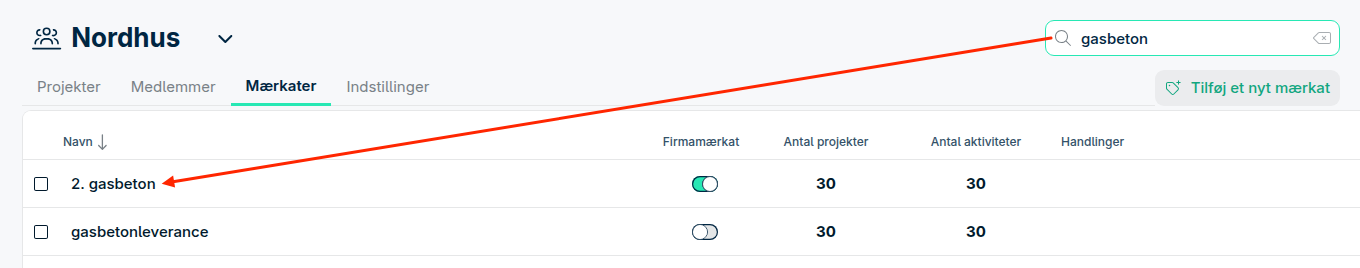 Nordhus
gasbeton
Projekter Medlemmer Mærkater Indstillinger
Tilføj et nyt mærkat
Navn Firmamærkat Antal projekter Antal aktiviteter Handlinger
2. gasbeton 30 30
gasbetonleverance 30 30